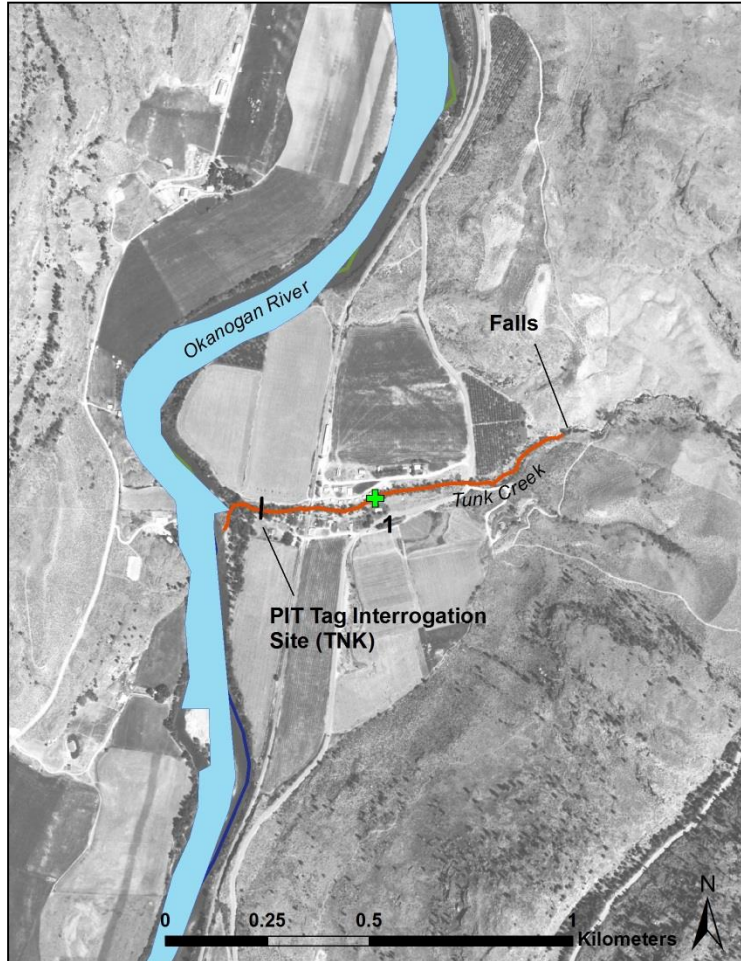 Okanogan River
Falls
Tunk Creek
1
PIT Tag Interrogation
Site (TNK)
N
0 0.25 0.5 1
Kilometers